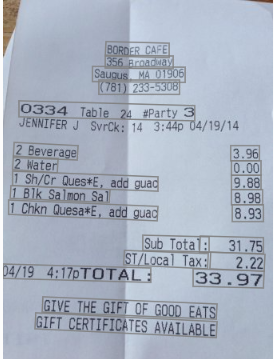 BORDER CAFE
356 Broadway
Saugus, MA 01906
(781) 233-5308
0334 Table 24 #Party 3
JENNIFER J SvrCk: 14 3:44p 04/19/14
2 Beverage 3.96
2 Water 0.00
1 Sh/Cr Ques*E, add guac 9.88
1 Blk Salmon Sal 8.98
1 Chkn Quesa*E, add guac 8.93
Sub Total: 31.75
ST/Local Tax: 2.22
04/19 4:17pTOTAL: 33.97
GIVE THE GIFT OF GOOD EATS
GIFT CERTIFICATES AVAILABLE